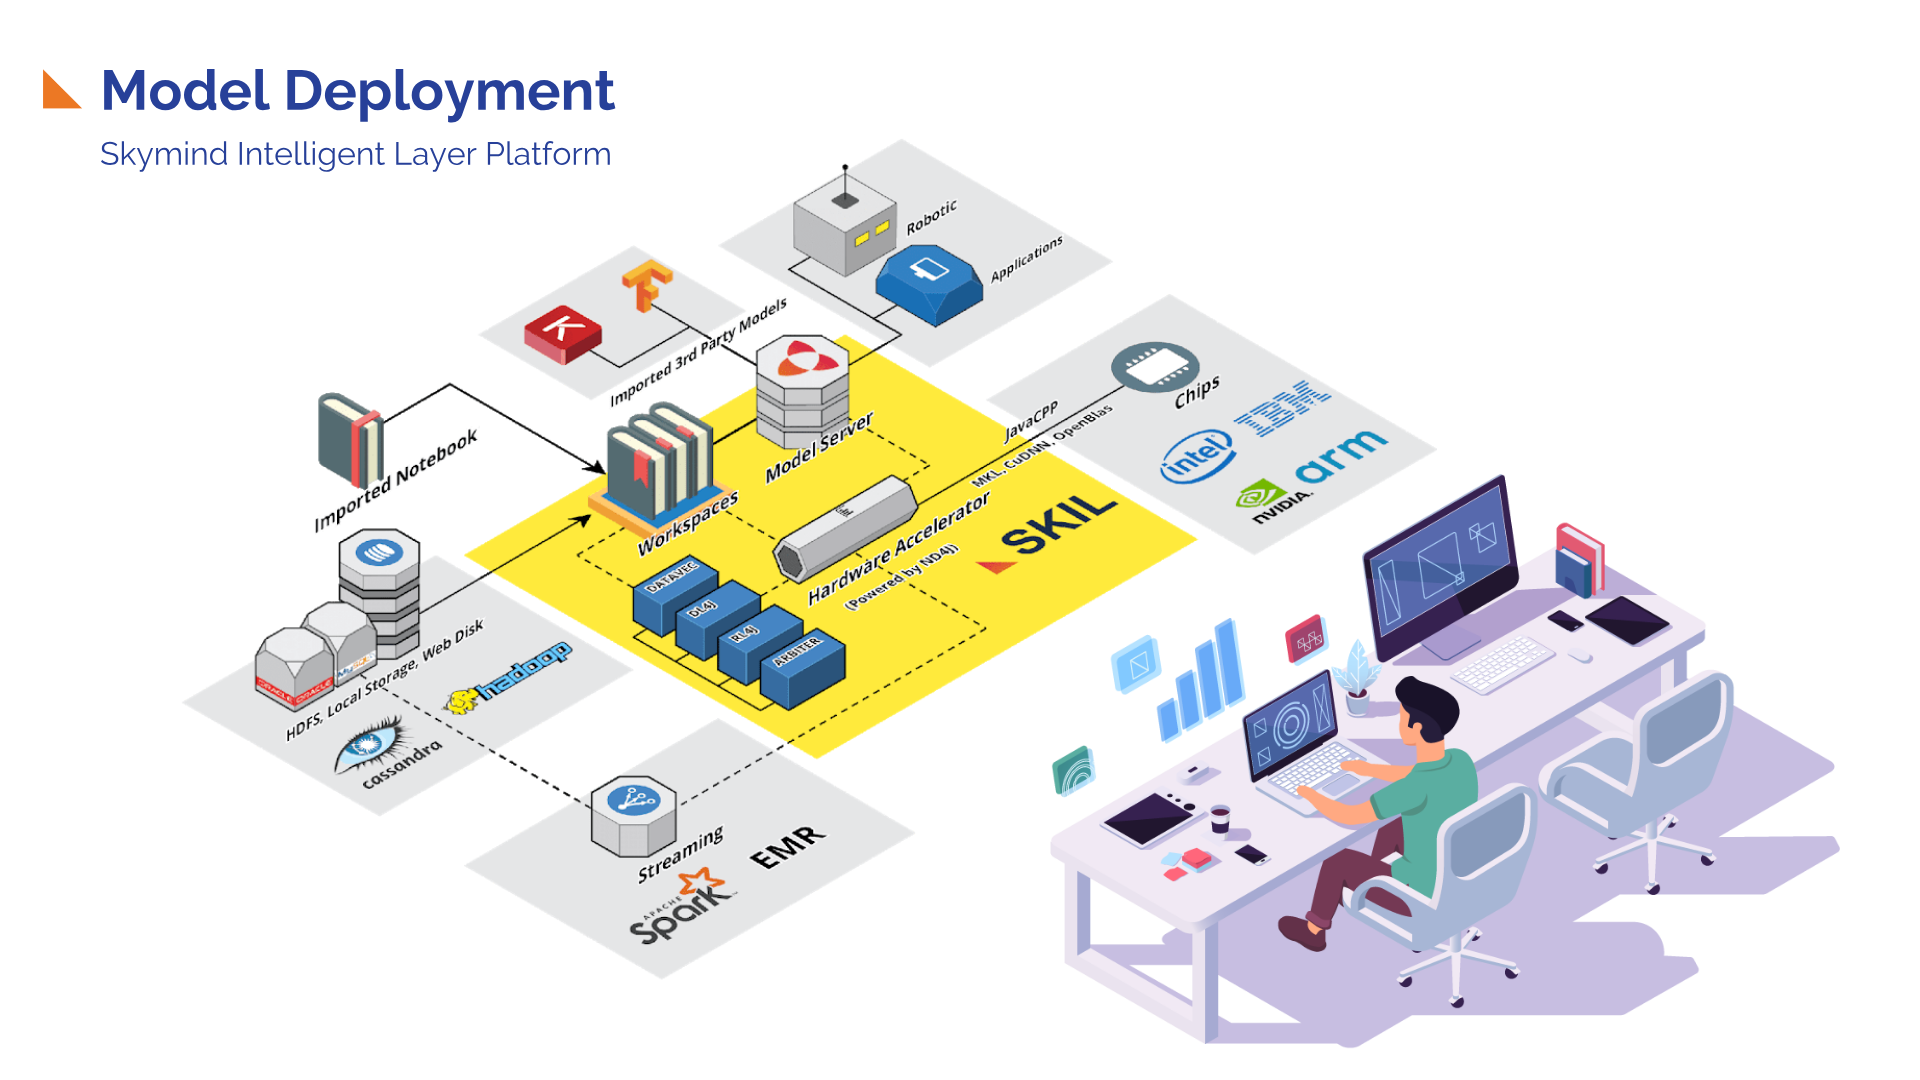 Model Deployment
Skymind Intelligent Layer Platform
Robotic
Applications
K
Imported 3rd Party Models
Imported Notebook
Model Server
Workspaces
JavaCPP
MKL, CuDNN, OpenBlas
Chips
IBM
intel
arm
NVIDIA.
Hardware Accelerator
(Powered by ND4J)
SKIL
DATAVEC
DL4J
RL4J
ARBITER
ORACLE ORACLE
HDFS, Local Storage, Web Disk
hadoop
cassandra
Streaming
EMR
APACHE
Spark™